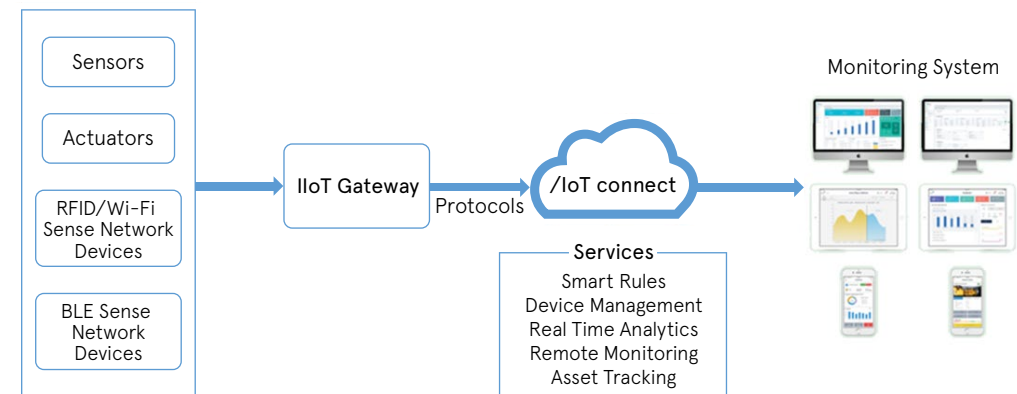 Sensors
Actuators
RFID/Wi-Fi
Sense Network
Devices
BLE Sense
Network
Devices
IIoT Gateway
Protocols
/IoT connect
Services
Smart Rules
Device Management
Real Time Analytics
Remote Monitoring
Asset Tracking
Monitoring System